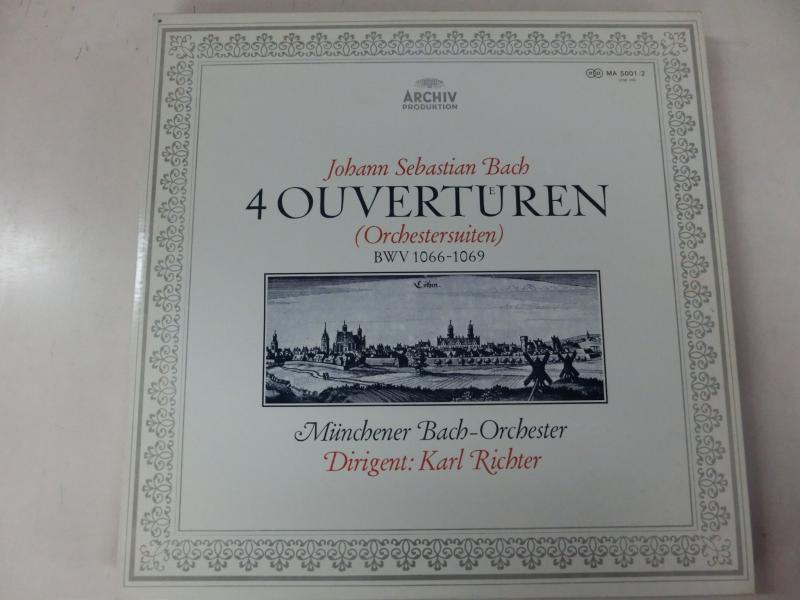 MA 5001/2
ARCHIV
PRODUKTION
Johann Sebastian Bach
4 OUVERTUᴱREN
(Orchestersuiten)
BWV 1066-1069
Cöthen.
Münchener Bach-Orchester
Dirigent: Karl Richter